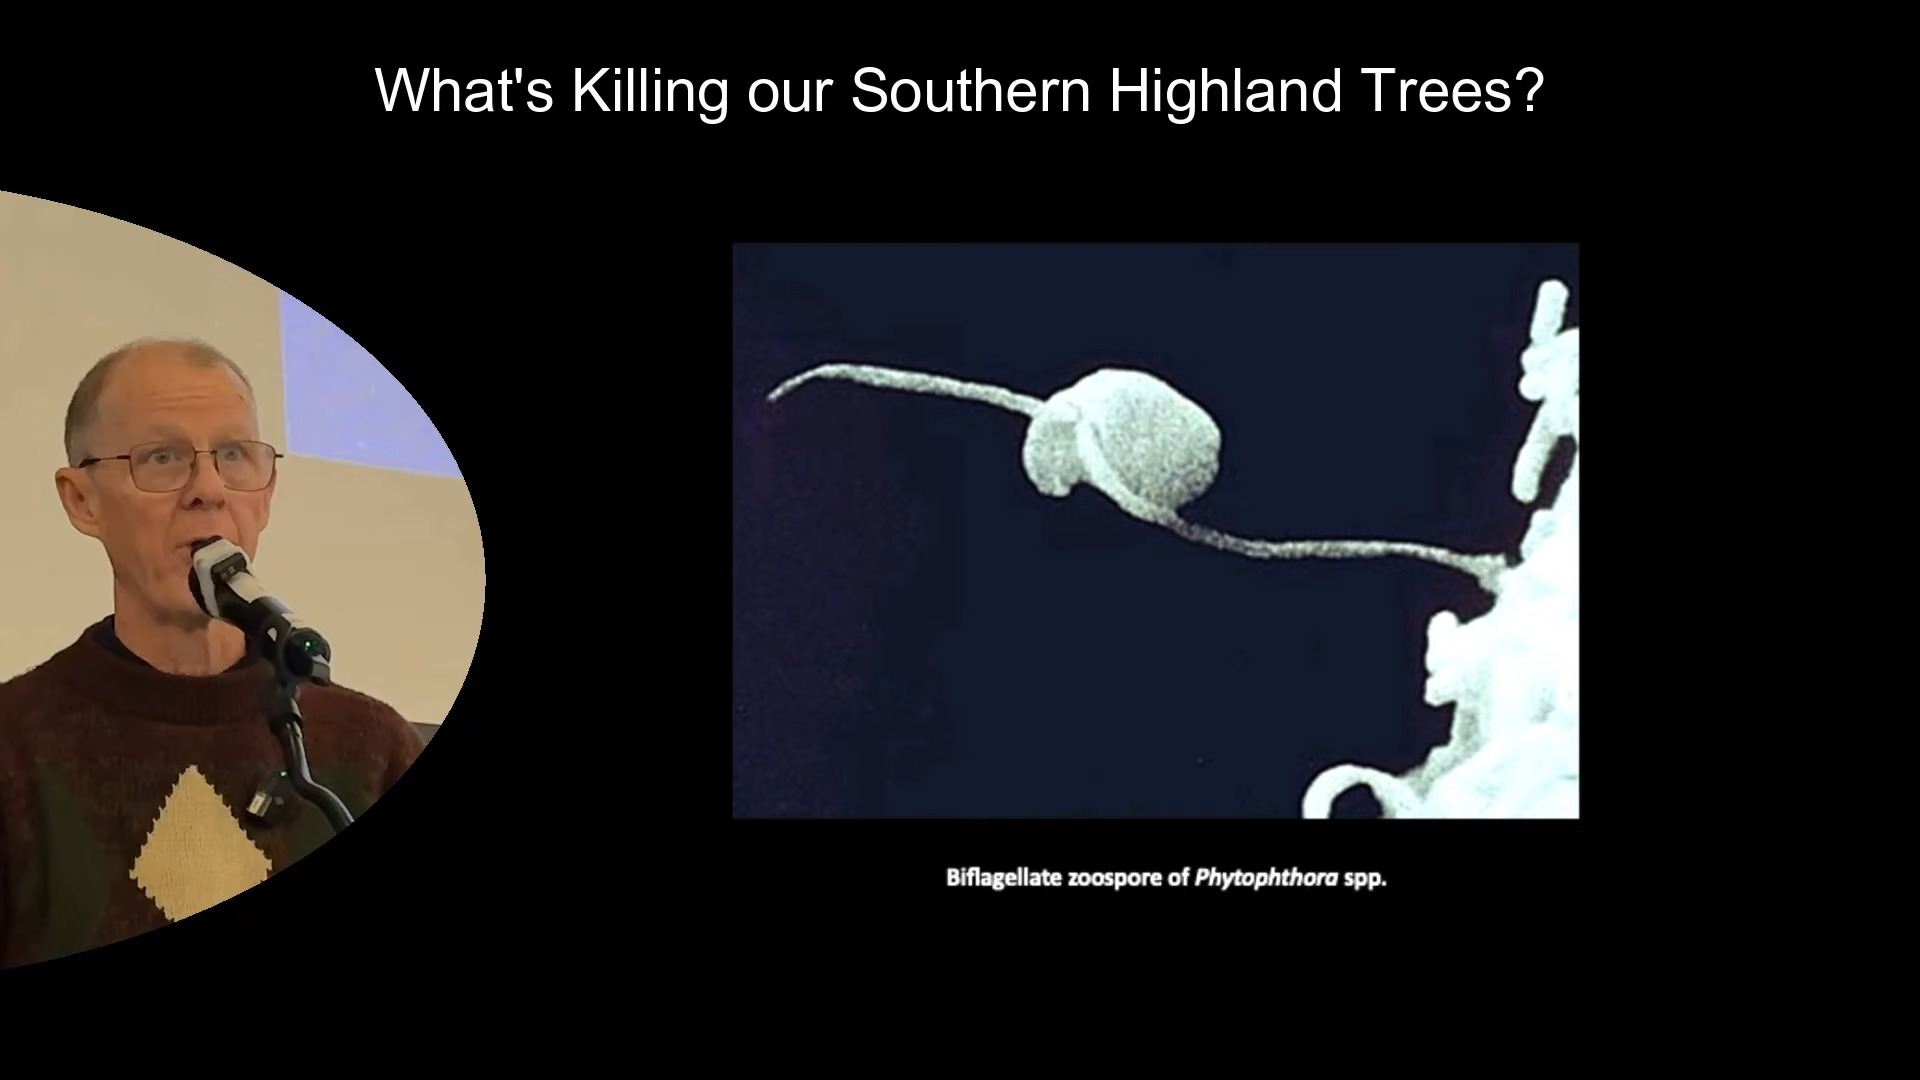 What's Killing our Southern Highland Trees?
Biflagellate zoospore of Phytophthora spp.